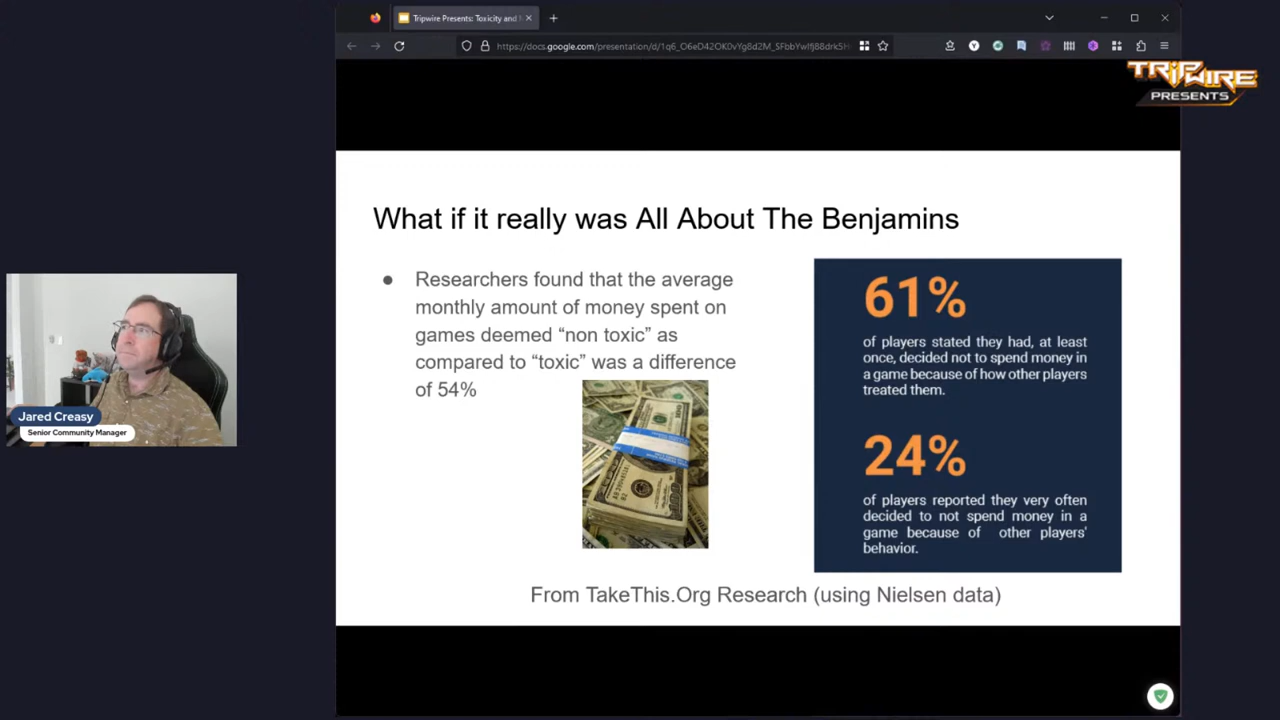 Tripwire Presents: Toxicity and
https://docs.google.com/presentation/d/1q6_O6eD42OKDvYg8d2M_SFbbYwlfj88drk5H
TRIPWIRE
PRESENTS
What if it really was All About The Benjamins
● Researchers found that the average
monthly amount of money spent on
games deemed “non toxic” as
compared to “toxic” was a difference
of 54%
61%
of players stated they had, at least
once, decided not to spend money in
a game because of how other players
treated them.
24%
of players reported they very often
decided to not spend money in a
game because of other players'
behavior.
From TakeThis.Org Research (using Nielsen data)
Jared Creasy
Senior Community Manager